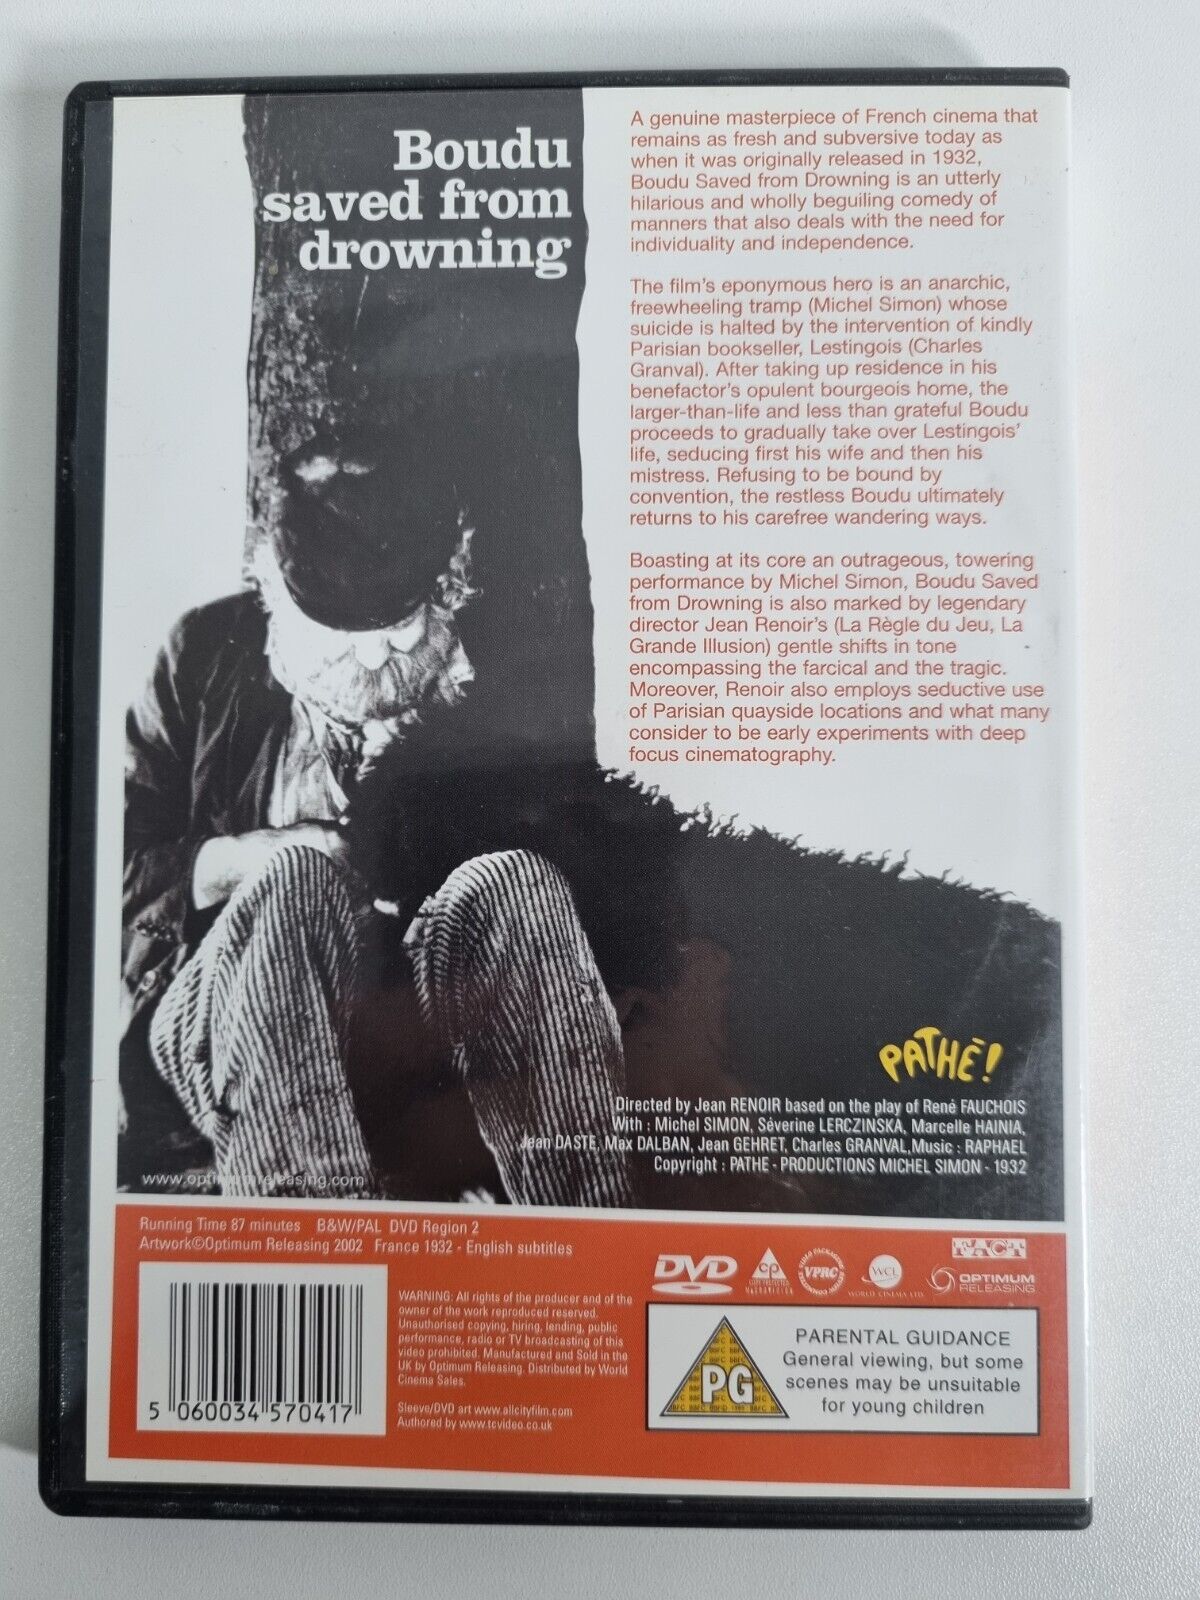 Boudu
saved from
drowning
A genuine masterpiece of French cinema that
remains as fresh and subversive today as
when it was originally released in 1932,
Boudu Saved from Drowning is an utterly
hilarious and wholly beguiling comedy of
manners that also deals with the need for
individuality and independence.
The film's eponymous hero is an anarchic,
freewheeling tramp (Michel Simon) whose
suicide is halted by the intervention of kindly
Parisian bookseller, Lestingois (Charles
Granval). After taking up residence in his
benefactor's opulent bourgeois home, the
larger-than-life and less than grateful Boudu
proceeds to gradually take over Lestingois'
life, seducing first his wife and then his
mistress. Refusing to be bound by
convention, the restless Boudu ultimately
returns to his carefree wandering ways.
Boasting at its core an outrageous, towering
performance by Michel Simon, Boudu Saved
from Drowning is also marked by legendary
director Jean Renoir's (La Règle du Jeu, La
Grande Illusion) gentle shifts in tone
encompassing the farcical and the tragic.
Moreover, Renoir also employs seductive use
of Parisian quayside locations and what many
consider to be early experiments with deep
focus cinematography.
PATHÉ!
Directed by Jean RENOIR based on the play of René FAUCHOIS
With : Michel SIMON, Séverine LERCZINSKA, Marcelle HAINIA,
Jean DASTE, Max DALBAN, Jean GEHRET, Charles GRANVAL,Music : RAPHAEL
Copyright : PATHE - PRODUCTIONS MICHEL SIMON - 1932
www.optimumreleasing.com
Running Time 87 minutes B&W/PAL DVD Region 2
Artwork©Optimum Releasing 2002 France 1932 - English subtitles
WARNING: All rights of the producer and of the
owner of the work reproduced reserved.
Unauthorised copying, hiring, lending, public
performance, radio or TV broadcasting of this
video prohibited. Manufactured and Sold in the
UK by Optimum Releasing. Distributed by World
Cinema Sales.
Sleeve/DVD art www.allcityfilm.com
Authored by www.tcvideo.co.uk
5 060034 570417
DVD
CP
COPY PROTECTED
VPRC
WCL
WORLD CINEMA LTD.
FACT
OPTIMUM
RELEASING
PG
PARENTAL GUIDANCE
General viewing, but some
scenes may be unsuitable
for young children